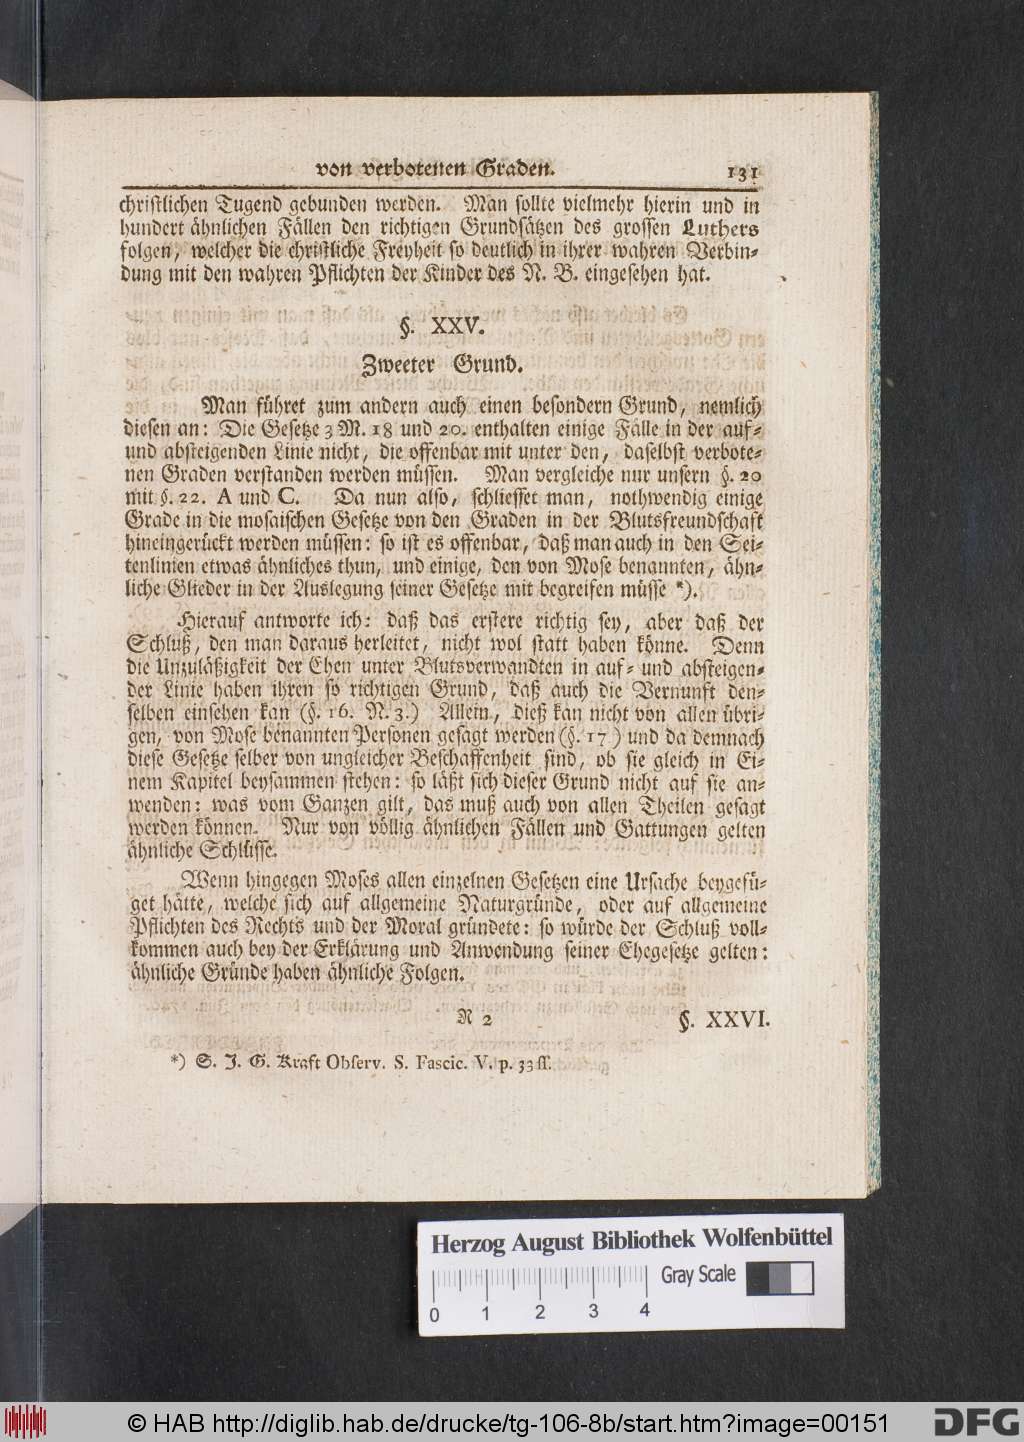 von verbotenen Graden. 131
christlichen Tugend gebunden werden. Man sollte vielmehr hierin und in
hundert ähnlichen Fällen den richtigen Grundsätzen des grossen Luthers
folgen, welcher die christliche Freyheit so deutlich in ihrer wahren Verbin-
dung mit den wahren Pflichten der Kinder des N. B. eingesehen hat.
§. XXV.
Zweeter Grund.
Man führet zum andern auch einen besondern Grund, nemlich
diesen an: Die Gesetze 3 M. 18 und 20. enthalten einige Fälle in der auf-
und absteigenden Linie nicht, die offenbar mit unter den, daselbst verbote-
nen Graden verstanden werden müssen. Man vergleiche nur unsern §. 20
mit §. 22. A und C. Da nun also, schliesset man, nothwendig einige
Grade in die mosaischen Gesetze von den Graden in der Blutsfreundschaft
hineingerückt werden müssen: so ist es offenbar, daß man auch in den Sei-
tenlinien etwas ähnliches thun, und einige, den von Mose benannten, ähn-
liche Glieder in der Auslegung seiner Gesetze mit begreifen müsse *).
Hierauf antworte ich: daß das erstere richtig sey, aber daß der
Schluß, den man daraus herleitet, nicht wol statt haben könne. Denn
die Unzuläßigkeit der Ehen unter Blutsverwandten in auf- und absteigen-
der Linie haben ihren so richtigen Grund, daß auch die Vernunft den-
selben einsehen kan (§. 16. N. 3.) Allein, dieß kan nicht von allen übri-
gen, von Mose benannten Personen gesagt werden (§. 17) und da demnach
diese Gesetze selber von ungleicher Beschaffenheit sind, ob sie gleich in Ei-
nem Kapitel beysammen stehen: so läßt sich dieser Grund nicht auf sie an-
wenden: was vom Ganzen gilt, das muß auch von allen Theilen gesagt
werden können. Nur von völlig ähnlichen Fällen und Gattungen gelten
ähnliche Schlüsse.
Wenn hingegen Moses allen einzelnen Gesetzen eine Ursache beygefü-
get hätte, welche sich auf allgemeine Naturgründe, oder auf allgemeine
Pflichten des Rechts und der Moral gründete: so würde der Schluß voll-
kommen auch bey der Erklärung und Anwendung seiner Ehegesetze gelten:
ähnliche Gründe haben ähnliche Folgen.
R 2 §. XXVI.
*) S. J. G. Kraft Observ. S. Fascic. V. p. 33 ff.
Herzog August Bibliothek Wolfenbüttel
Gray Scale
0 1 2 3 4
© HAB http://diglib.hab.de/drucke/tg-106-8b/start.htm?image=00151
DFG